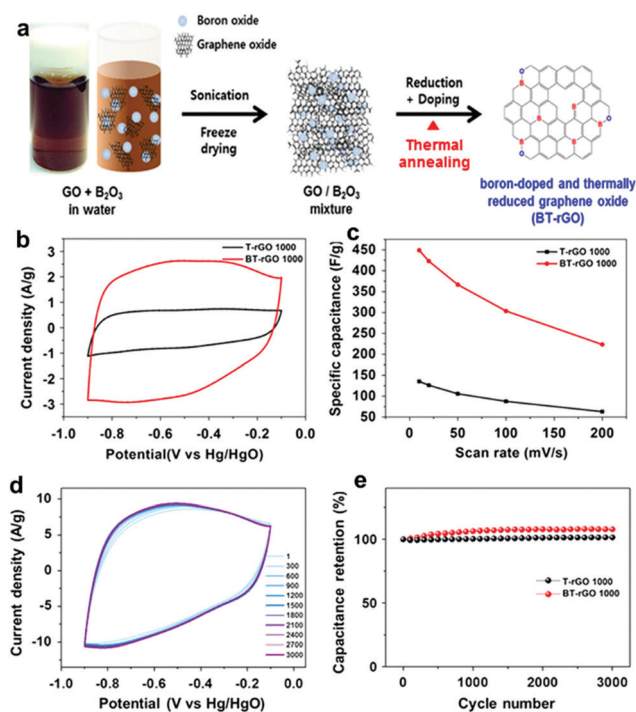 a
Boron oxide
Graphene oxide
Sonication
Freeze
drying
Reduction
+ Doping
Thermal
annealing
GO + B2O3
in water
GO / B2O3
mixture
boron-doped and thermally
reduced graphene oxide
(BT-rGO)
O
B
B
B
B
B
B
O
O
b
T-rGO 1000
BT-rGO 1000
Current density (A/g)
3
2
1
0
-1
-2
-3
-1.0 -0.8 -0.6 -0.4 -0.2 0.0
Potential(V vs Hg/HgO)
c
T-rGO 1000
BT-rGO 1000
Specific capacitance (F/g)
450
400
350
300
250
200
150
100
50
0 50 100 150 200
Scan rate (mV/s)
d
Current density (A/g)
10
5
0
-5
-10
1
300
600
900
1200
1500
1800
2100
2400
2700
3000
-1.0 -0.8 -0.6 -0.4 -0.2 0.0
Potential (V vs Hg/HgO)
e
Capacitance retention (%)
100
50
0
T-rGO 1000
BT-rGO 1000
0 1000 2000 3000
Cycle number